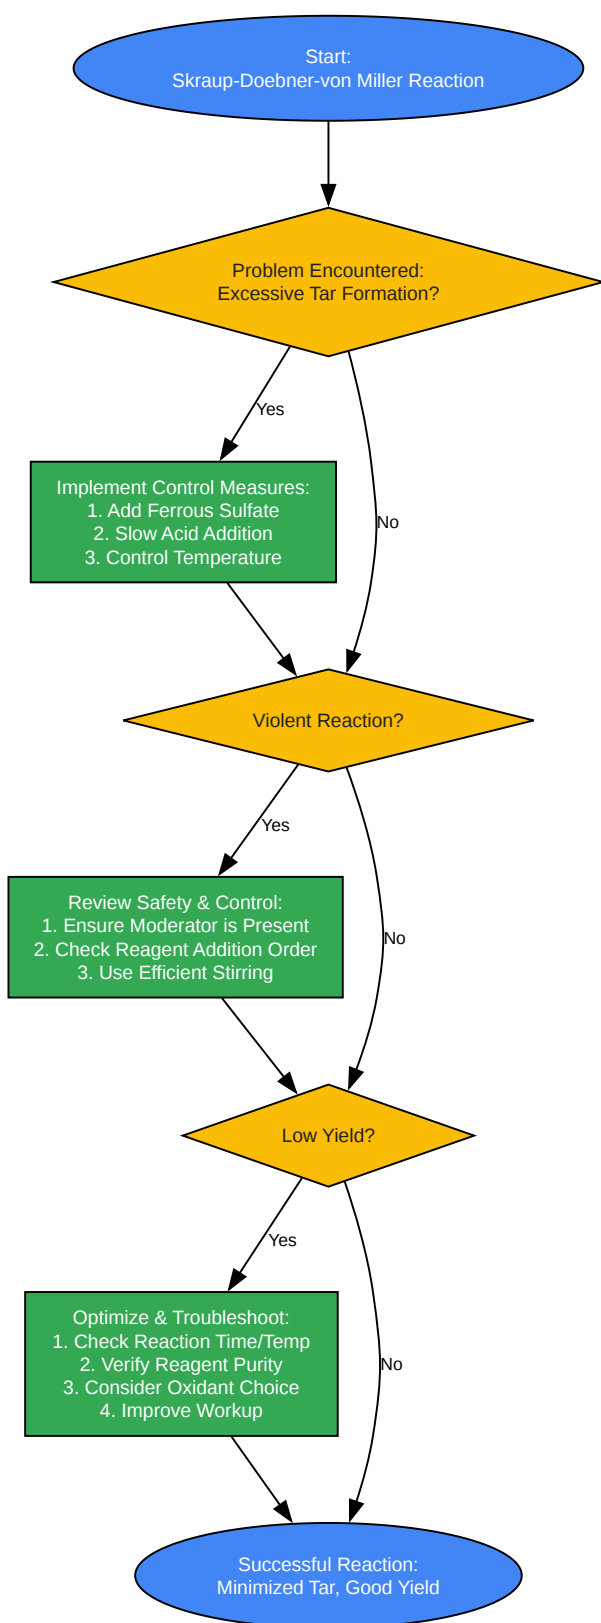 Start:
Skraup-Doebner-von Miller Reaction
Problem Encountered:
Excessive Tar Formation?
Yes
Implement Control Measures:
1. Add Ferrous Sulfate
2. Slow Acid Addition
3. Control Temperature
No
Violent Reaction?
Yes
Review Safety & Control:
1. Ensure Moderator is Present
2. Check Reagent Addition Order
3. Use Efficient Stirring
No
Low Yield?
Yes
Optimize & Troubleshoot:
1. Check Reaction Time/Temp
2. Verify Reagent Purity
3. Consider Oxidant Choice
4. Improve Workup
No
Successful Reaction:
Minimized Tar, Good Yield